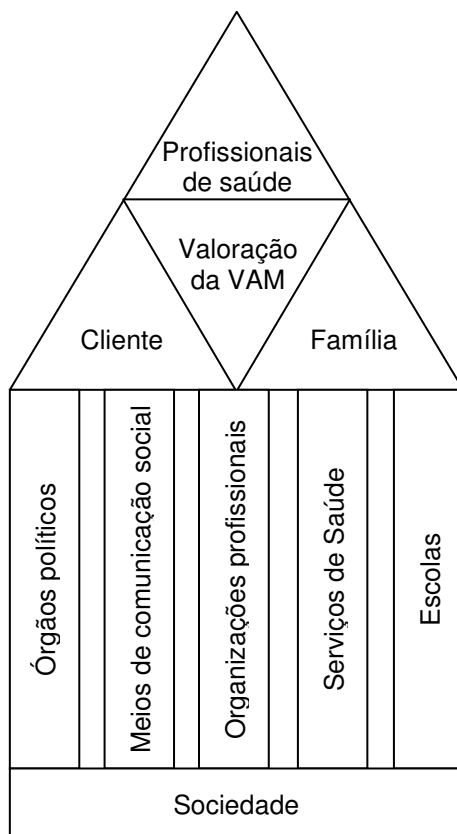 Profissionais
de saúde
Valoração
da VAM
Cliente
Família
Órgãos políticos
Meios de comunicação social
Organizações profissionais
Serviços de Saúde
Escolas
Sociedade